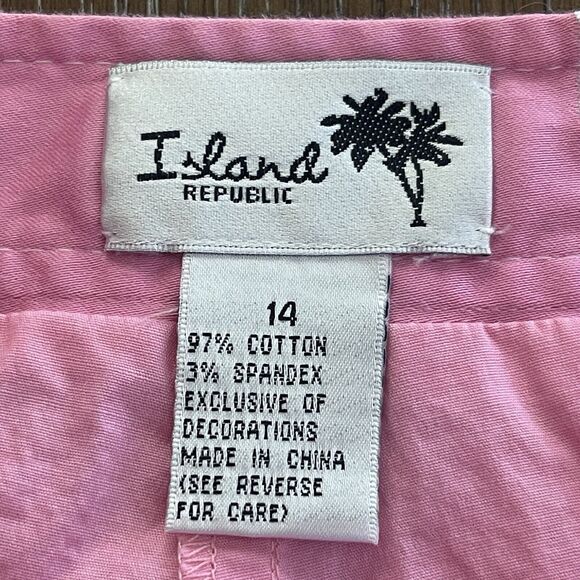 Island
REPUBLIC
14
97% COTTON
3% SPANDEX
EXCLUSIVE OF
DECORATIONS
MADE IN CHINA
(SEE REVERSE
FOR CARE)